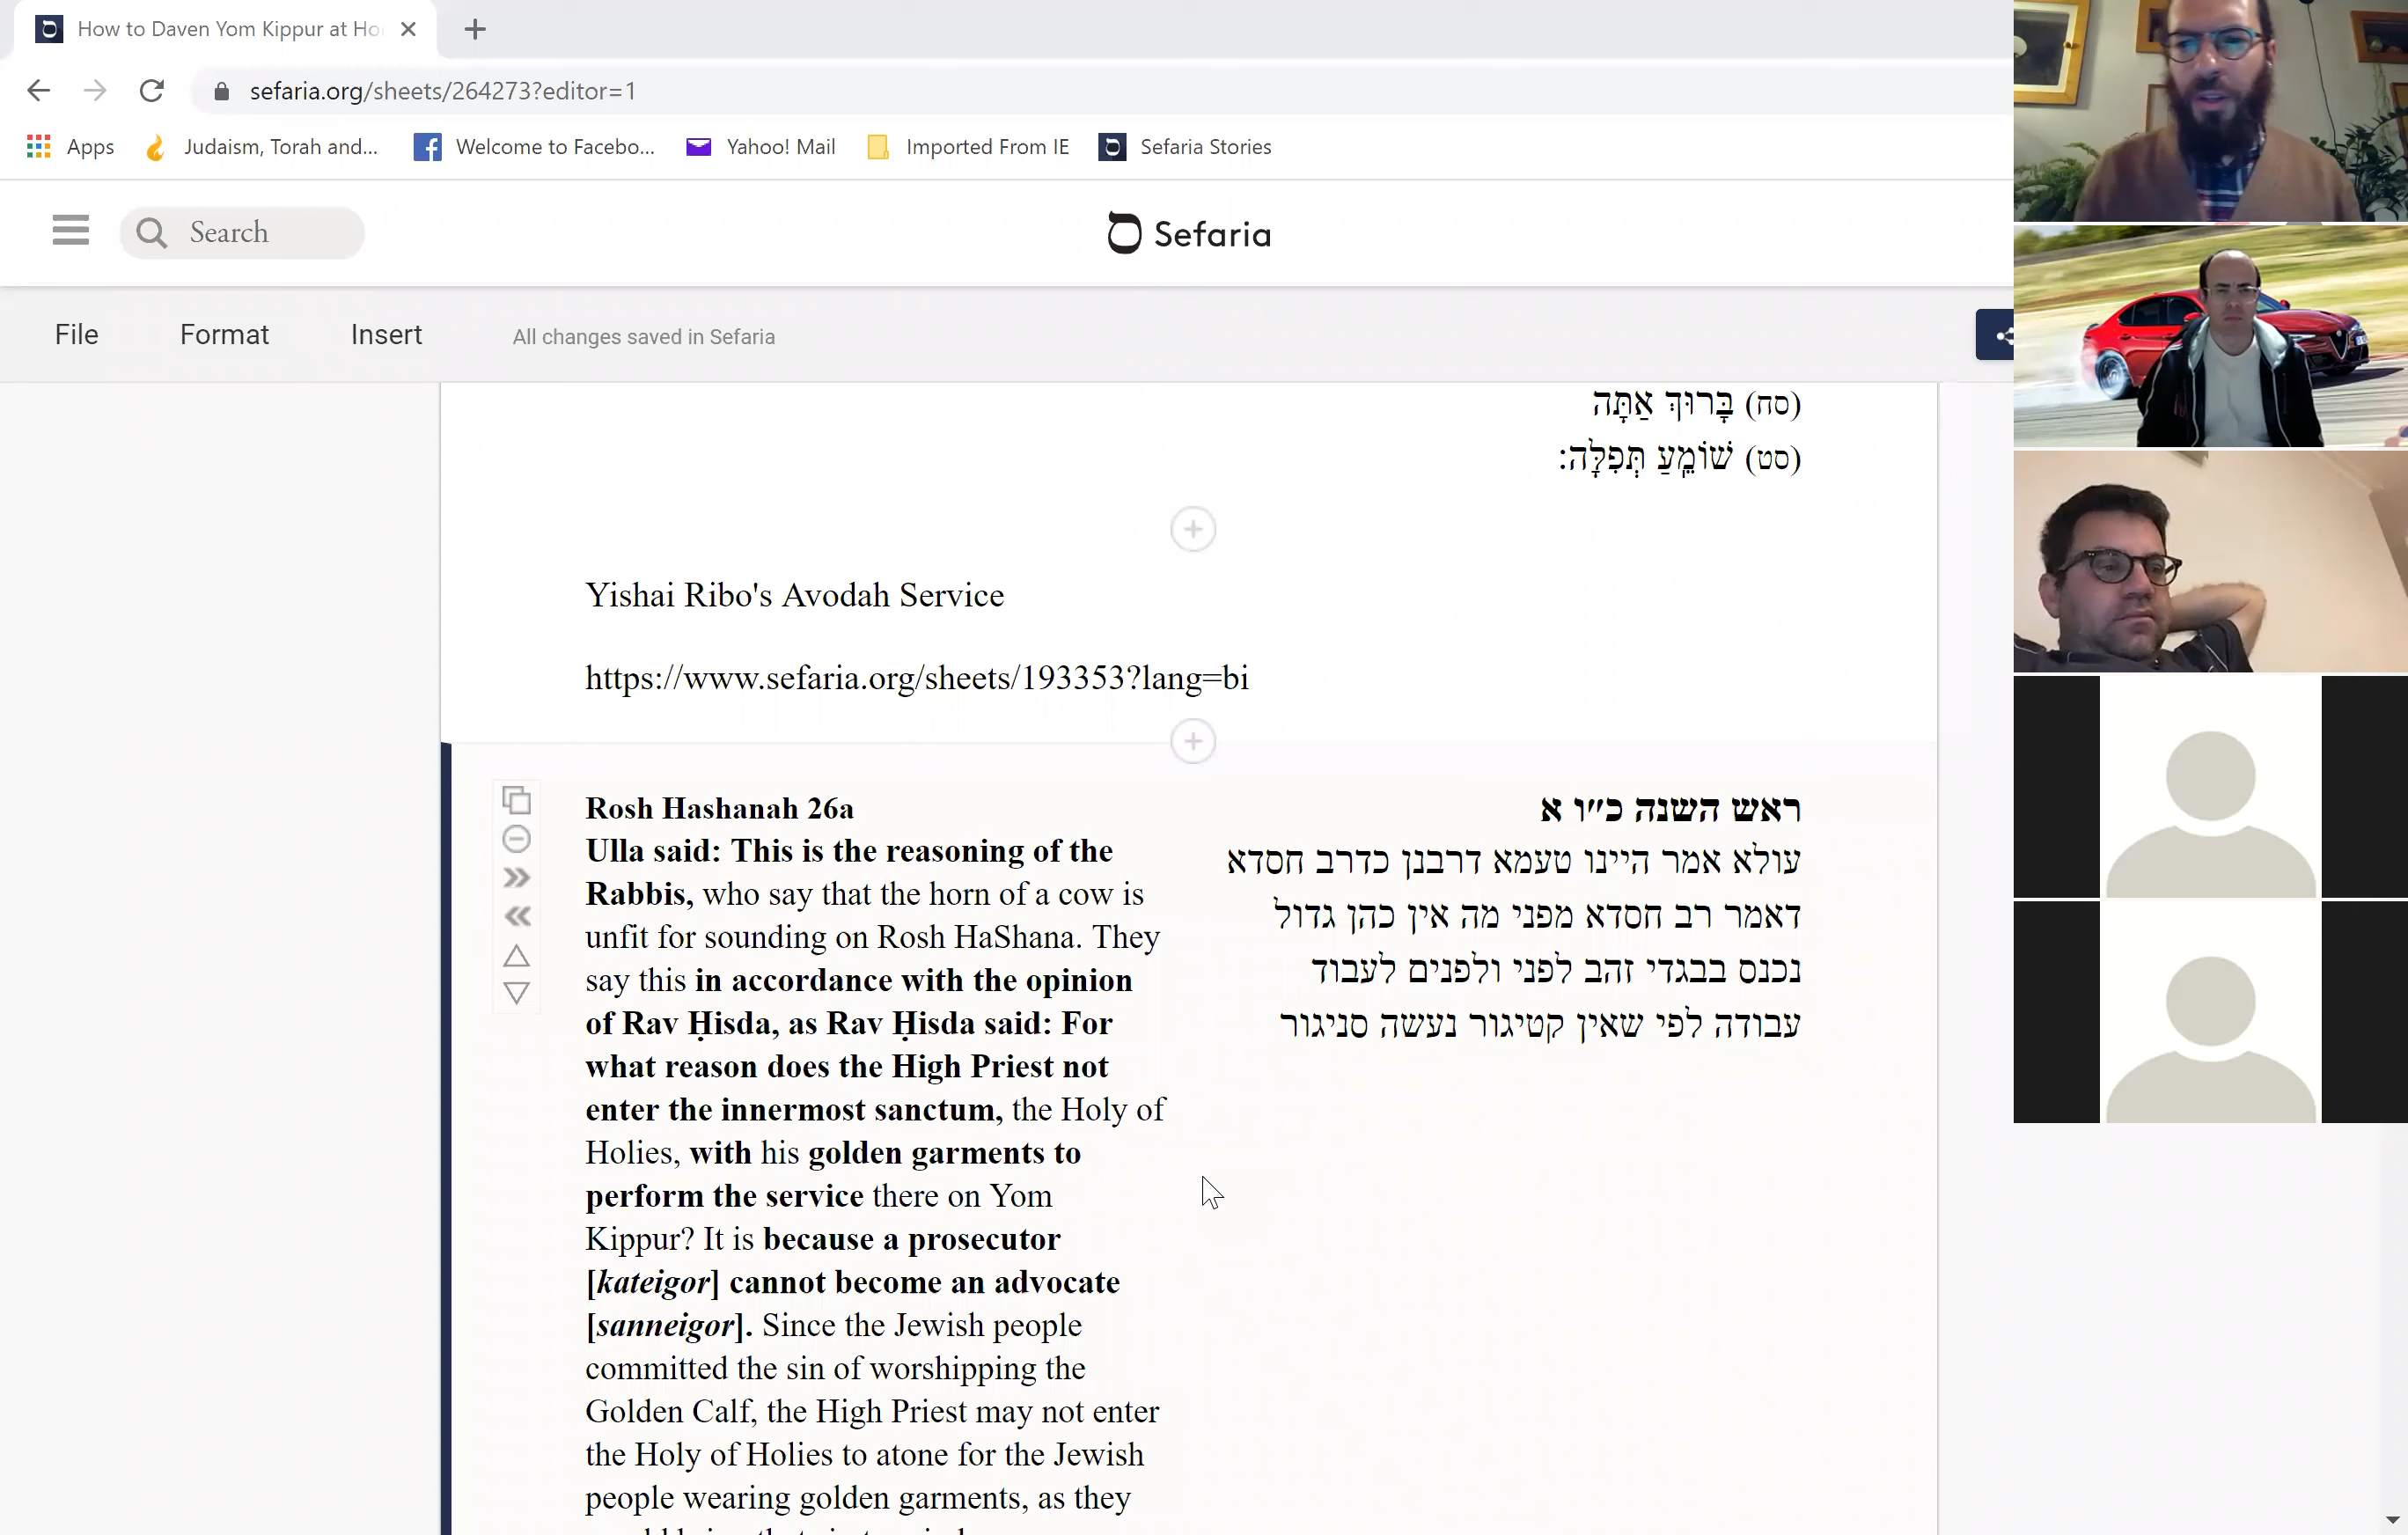 How to Daven Yom Kippur at Ho
sefaria.org/sheets/264273?editor=1
Apps
Judaism, Torah and...
Welcome to Facebo...
Yahoo! Mail
Imported From IE
Sefaria Stories
Search
Sefaria
File
Format
Insert
All changes saved in Sefaria
(סח) בָּרוּךְ אַתָּה
(סט) שׁוֹמֵֽעַ תְּפִלָּה:
Yishai Ribo's Avodah Service
https://www.sefaria.org/sheets/193353?lang=bi
Rosh Hashanah 26a
Ulla said: This is the reasoning of the
Rabbis, who say that the horn of a cow is
unfit for sounding on Rosh HaShana. They
say this in accordance with the opinion
of Rav Ḥisda, as Rav Ḥisda said: For
what reason does the High Priest not
enter the innermost sanctum, the Holy of
Holies, with his golden garments to
perform the service there on Yom
Kippur? It is because a prosecutor
[kateigor] cannot become an advocate
[sanneigor]. Since the Jewish people
committed the sin of worshipping the
Golden Calf, the High Priest may not enter
the Holy of Holies to atone for the Jewish
people wearing golden garments, as they
ראש השנה כ״ו א
עולא אמר היינו טעמא דרבנן כדרב חסדא
דאמר רב חסדא מפני מה אין כהן גדול
נכנס בבגדי זהב לפני ולפנים לעבוד
עבודה לפי שאין קטיגור נעשה סניגור